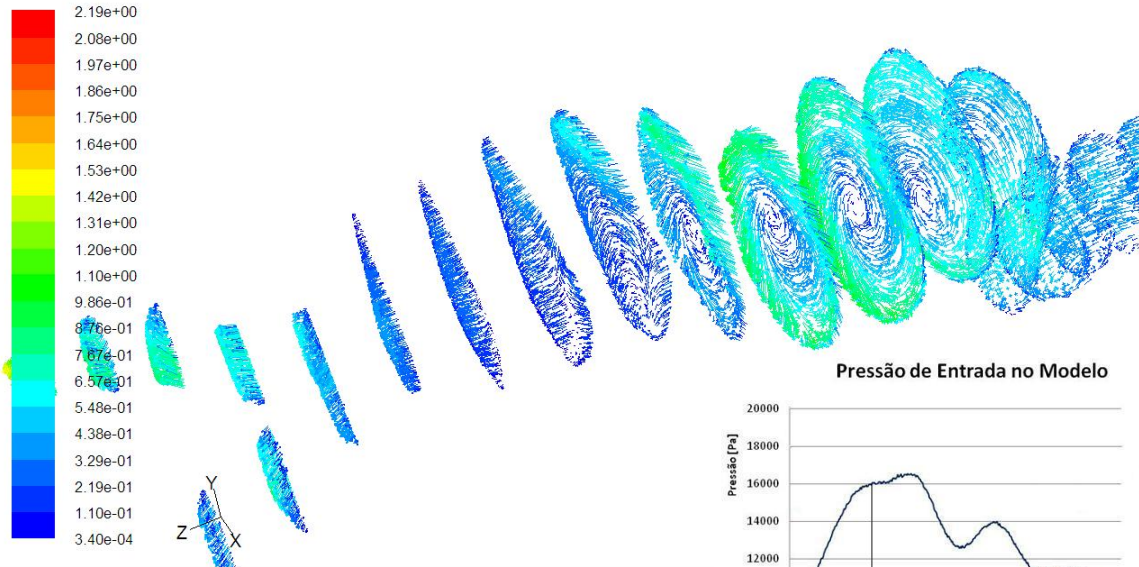 2.19e+00
2.08e+00
1.97e+00
1.86e+00
1.75e+00
1.64e+00
1.53e+00
1.42e+00
1.31e+00
1.20e+00
1.10e+00
9.86e-01
8.76e-01
7.67e-01
6.57e-01
5.48e-01
4.38e-01
3.29e-01
2.19e-01
1.10e-01
3.40e-04
Y
Z
X
Pressão de Entrada no Modelo
Pressão [Pa]
20000
18000
16000
14000
12000